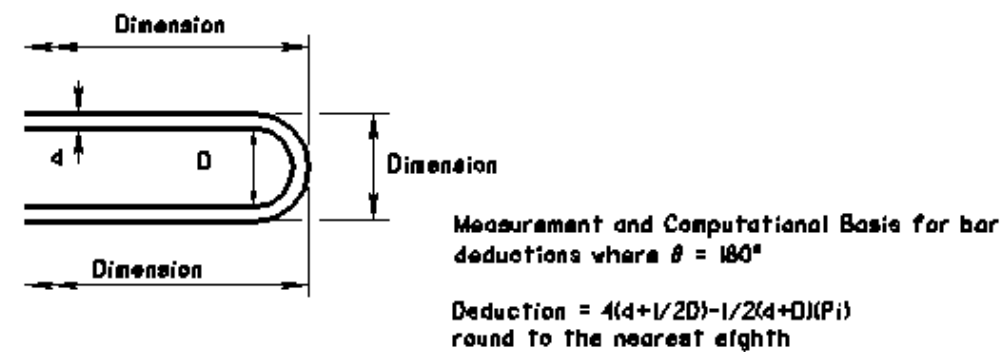 Dimension
d
D
Dimension
Dimension
Measurement and Computational Basis for bar
deductions where θ = 180°
Deduction = 4(d+1/2D)-1/2(d+D)(Pi)
round to the nearest eighth